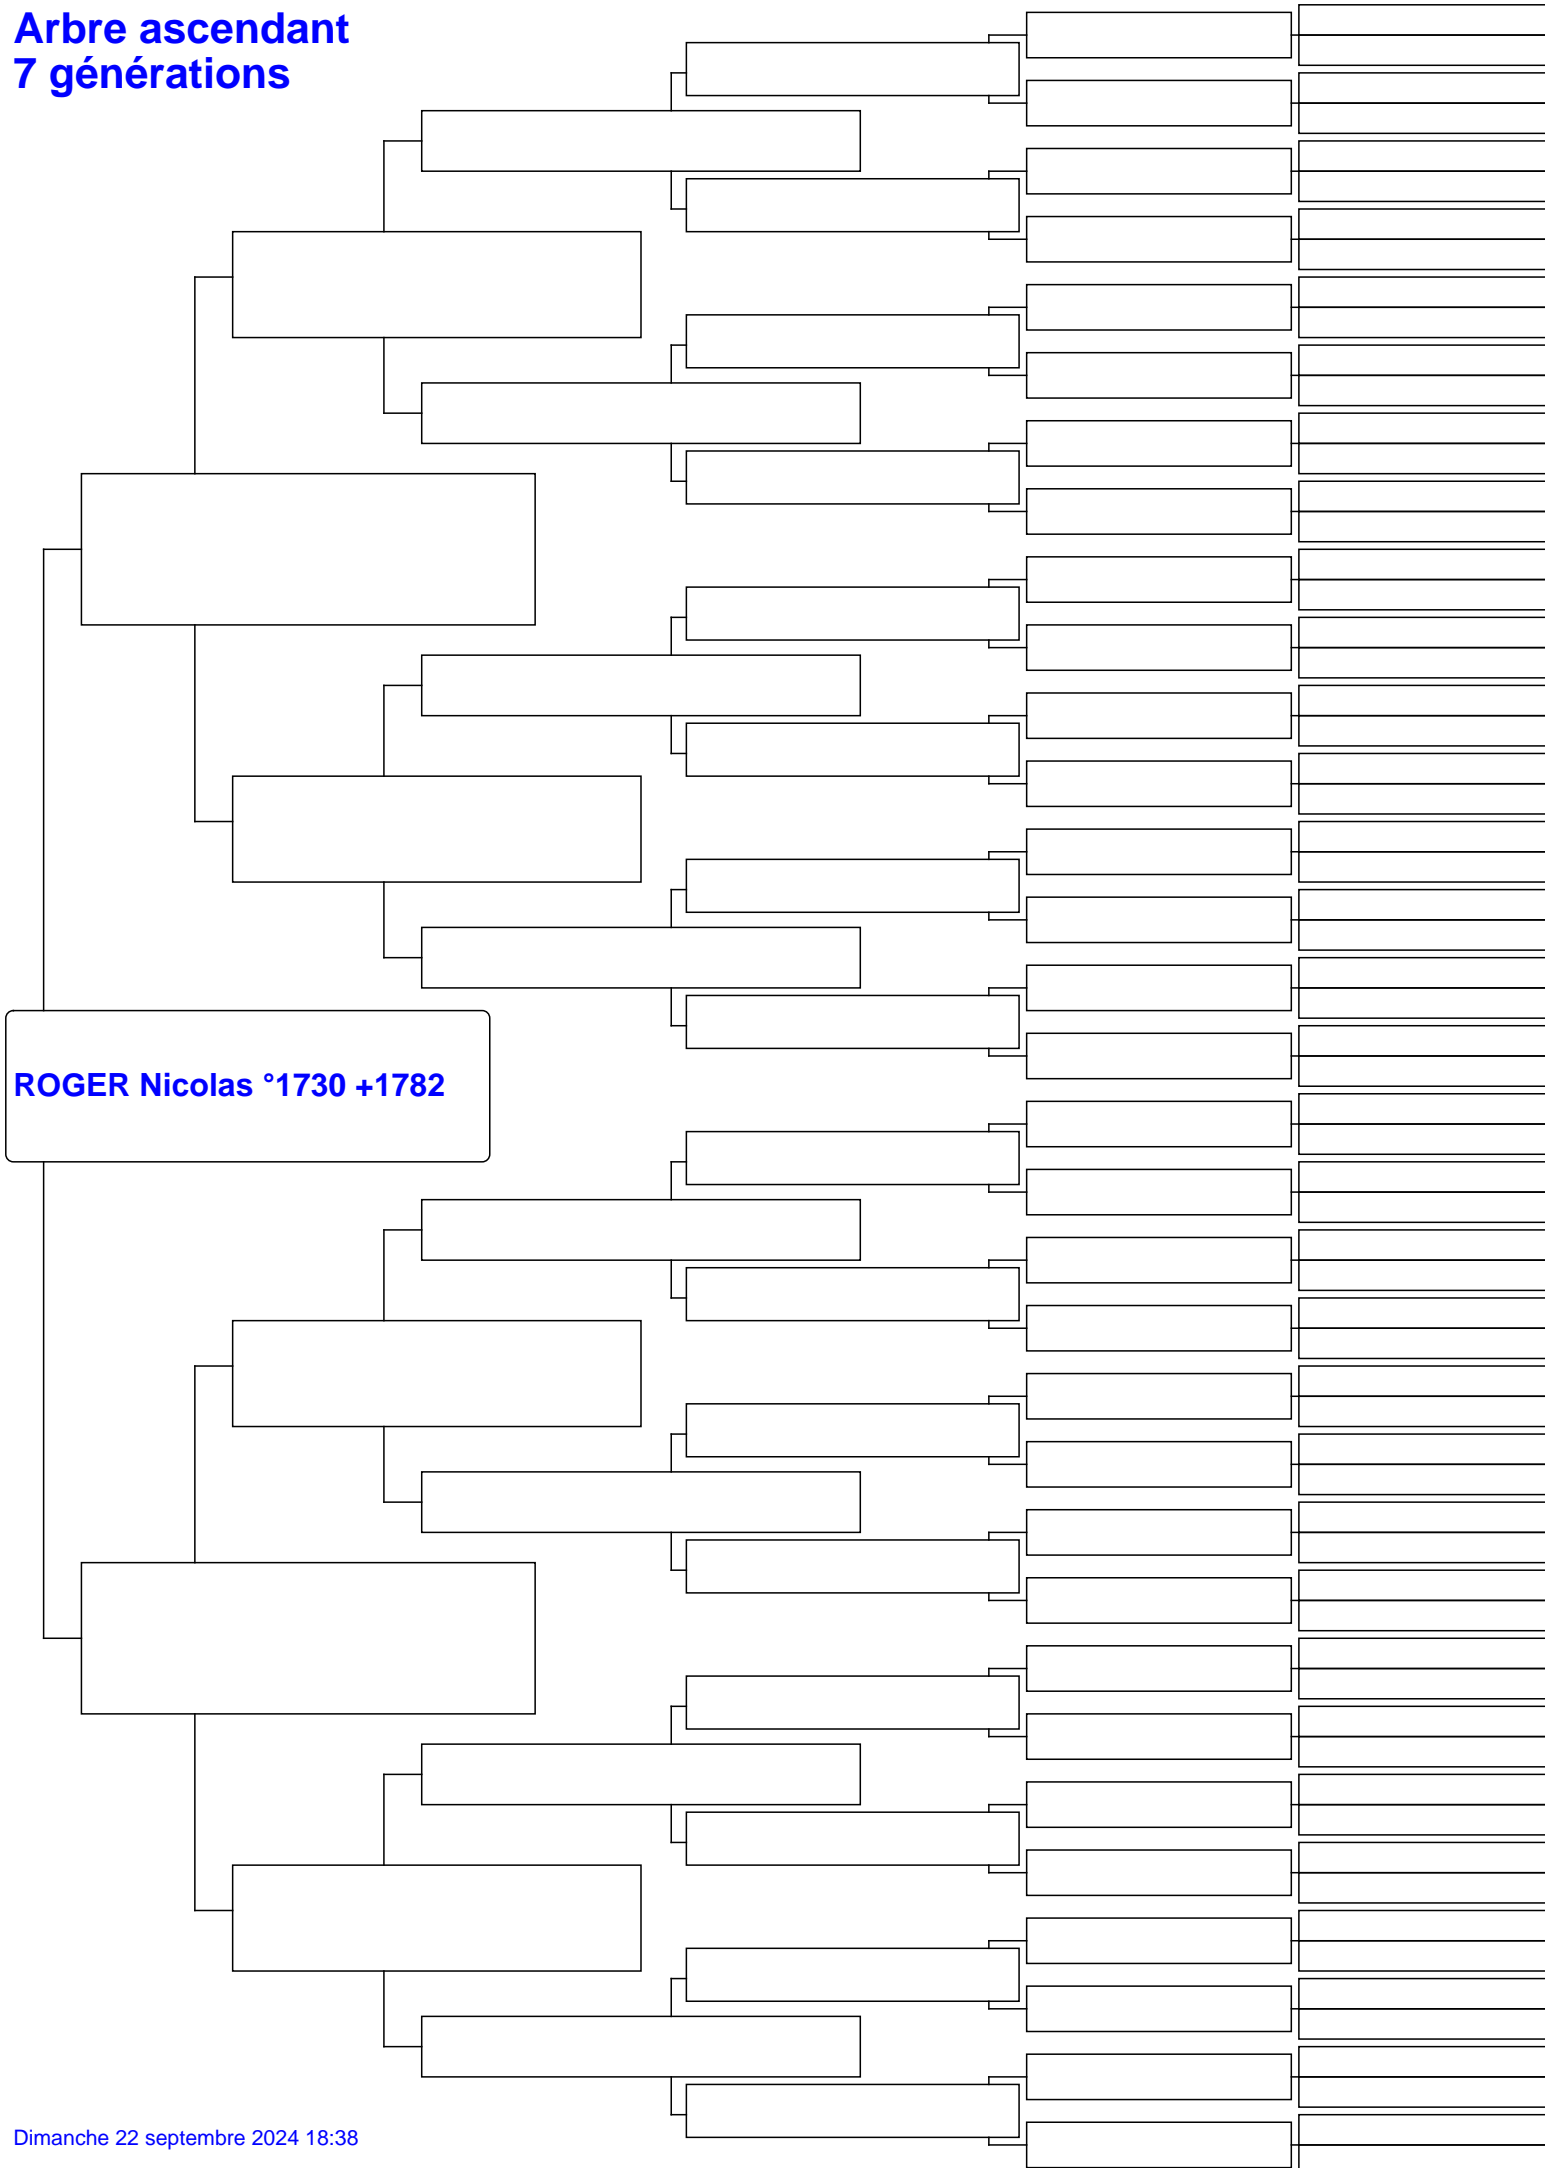 Arbre ascendant
7 générations
ROGER Nicolas °1730 +1782
Dimanche 22 septembre 2024 18:38